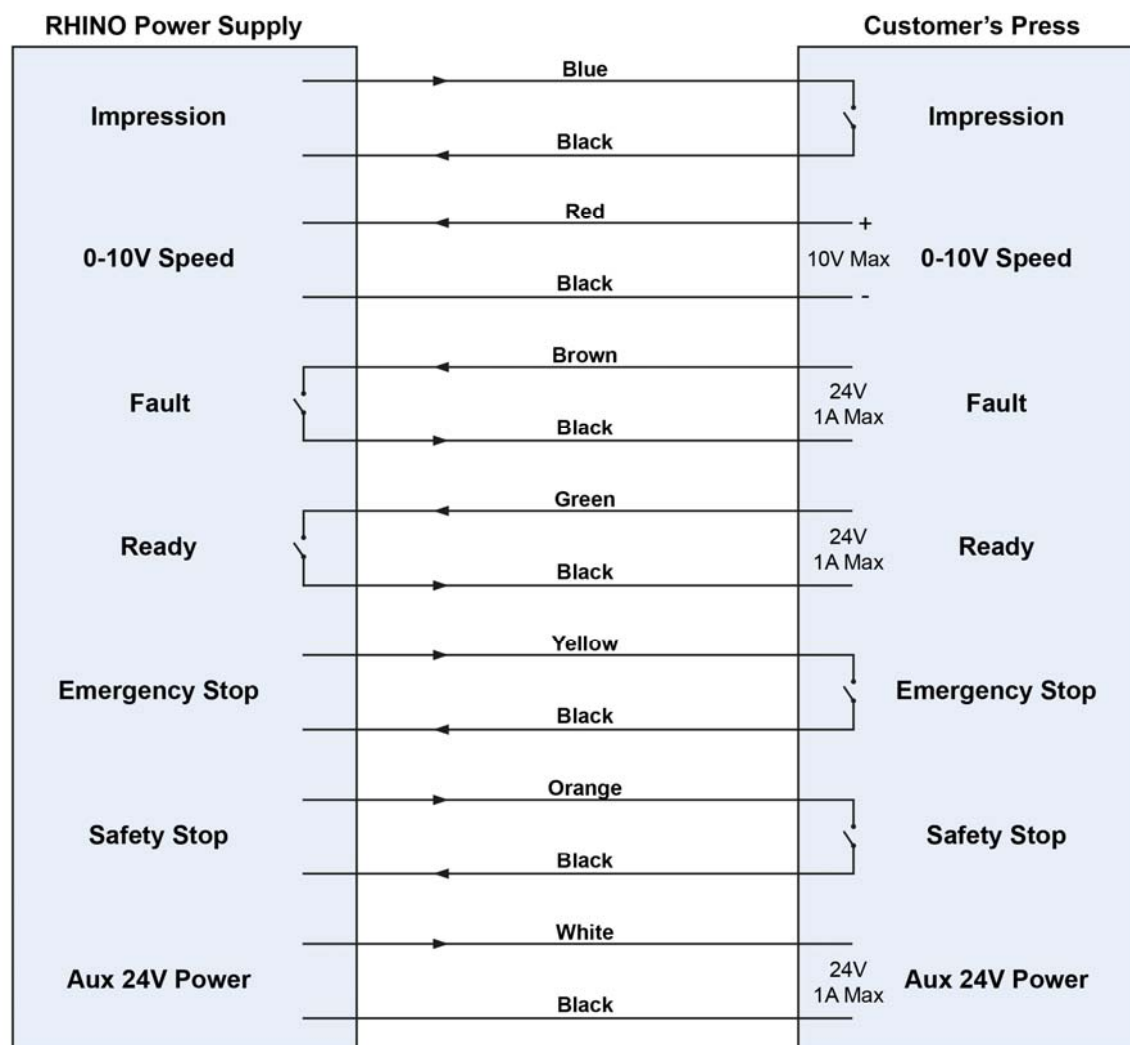 RHINO Power Supply
Customer's Press
Blue
Impression
Impression
Black
Red
+
0-10V Speed
10V Max
0-10V Speed
Black
-
Brown
Fault
24V
1A Max
Fault
Black
Green
Ready
24V
1A Max
Ready
Black
Yellow
Emergency Stop
Emergency Stop
Black
Orange
Safety Stop
Safety Stop
Black
White
Aux 24V Power
24V
1A Max
Aux 24V Power
Black